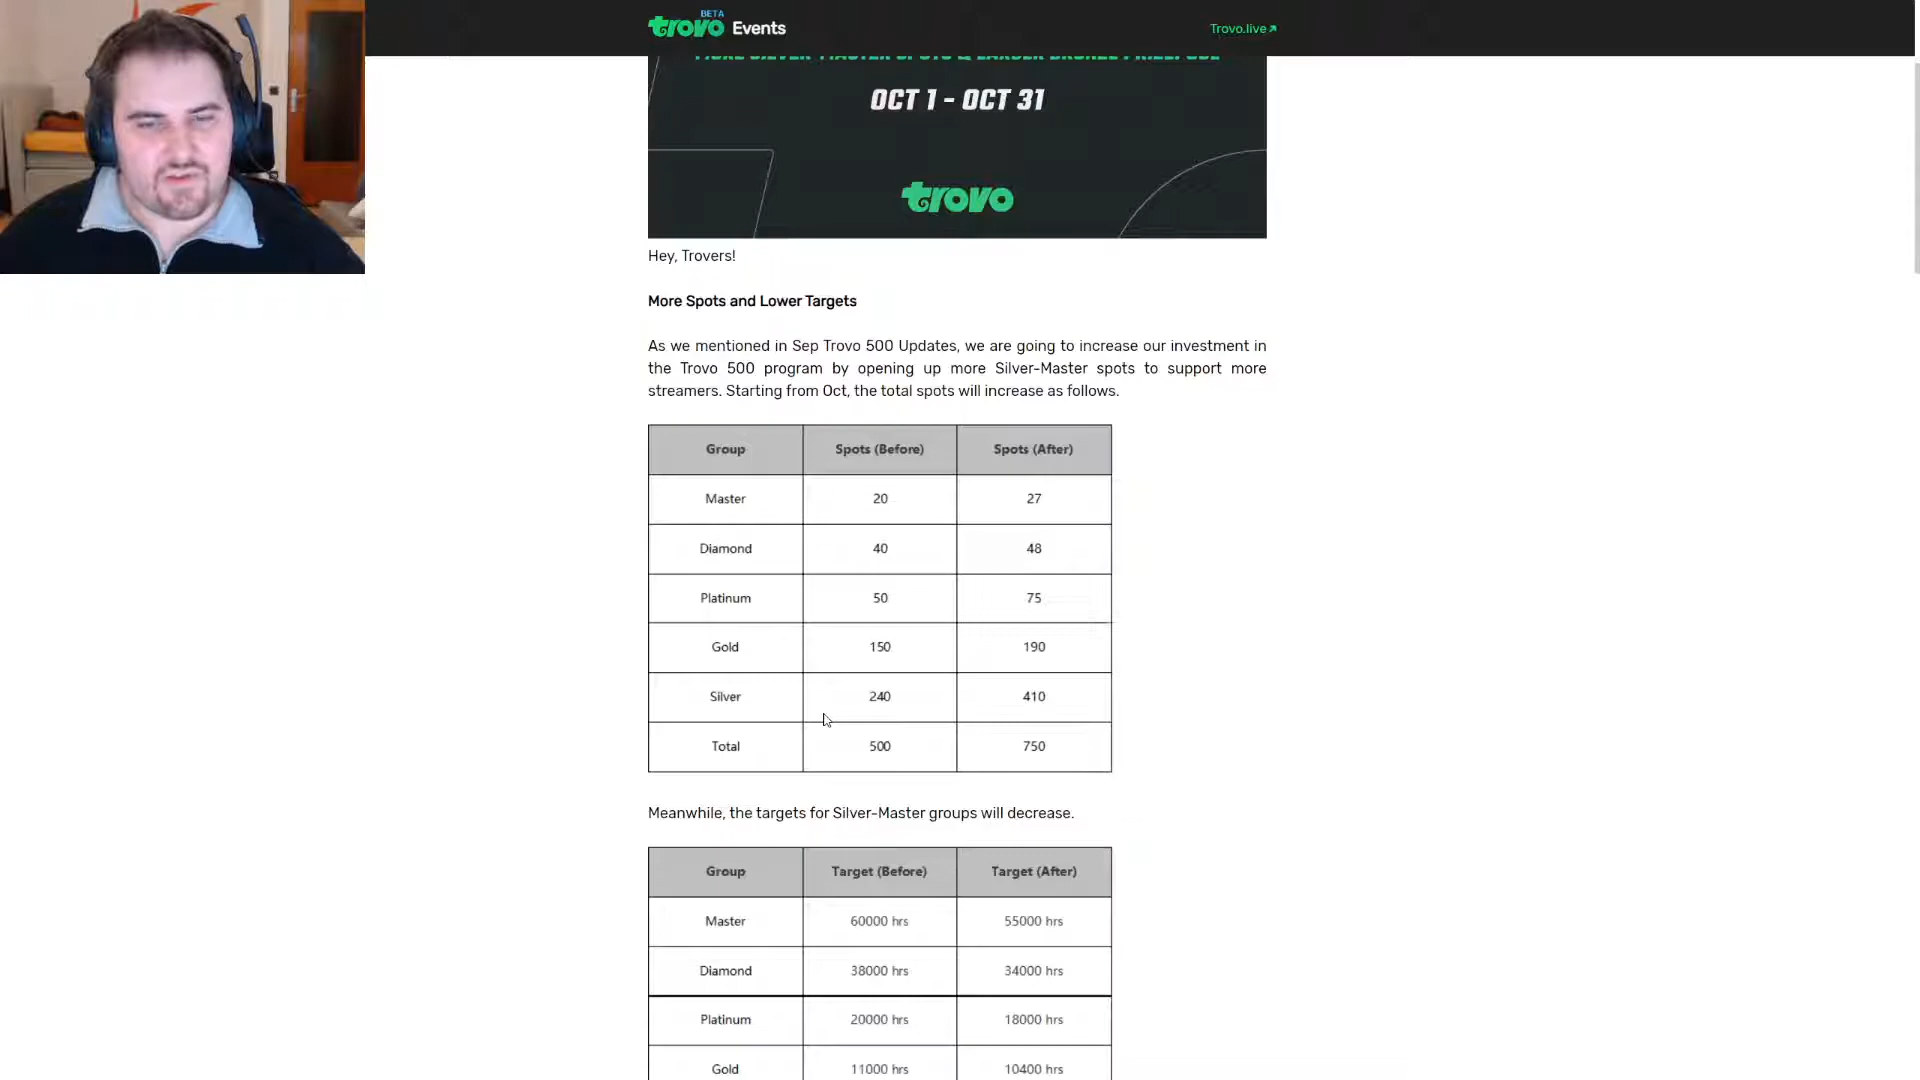 trovo BETA Events
Trovo.live
OCT 1 - OCT 31
trovo
Hey, Trovers!
More Spots and Lower Targets
As we mentioned in Sep Trovo 500 Updates, we are going to increase our investment in
the Trovo 500 program by opening up more Silver-Master spots to support more
streamers. Starting from Oct, the total spots will increase as follows.
Group Spots (Before) Spots (After)
Master 20 27
Diamond 40 48
Platinum 50 75
Gold 150 190
Silver 240 410
Total 500 750
Meanwhile, the targets for Silver-Master groups will decrease.
Group Target (Before) Target (After)
Master 60000 hrs 55000 hrs
Diamond 38000 hrs 34000 hrs
Platinum 20000 hrs 18000 hrs
Gold 11000 hrs 10400 hrs